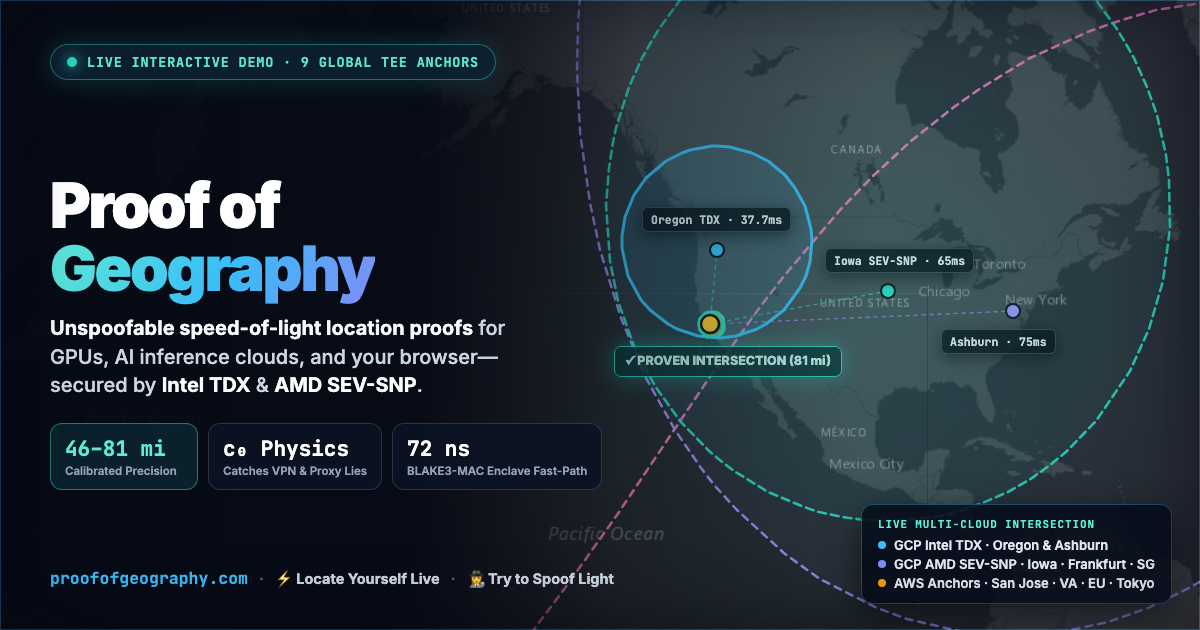 UNITED STATES
LIVE INTERACTIVE DEMO · 9 GLOBAL TEE ANCHORS
Proof of
Geography
Unspoofable speed-of-light location proofs for
GPUs, AI inference clouds, and your browser—
secured by Intel TDX & AMD SEV-SNP.
46–81 mi
Calibrated Precision
c₀ Physics
Catches VPN & Proxy Lies
72 ns
BLAKE3-MAC Enclave Fast-Path
proofofgeography.com · ⚡ Locate Yourself Live · 🕵️ Try to Spoof Light
CANADA
Oregon TDX · 37.7ms
Iowa SEV-SNP · 65ms
Toronto
Chicago
UNITED STATES
New York
Ashburn · 75ms
✓PROVEN INTERSECTION (81 mi)
MÉXICO
Mexico City
Pacific Ocean
LIVE MULTI-CLOUD INTERSECTION
GCP Intel TDX · Oregon & Ashburn
GCP AMD SEV-SNP · Iowa · Frankfurt · SG
AWS Anchors · San Jose · VA · EU · Tokyo